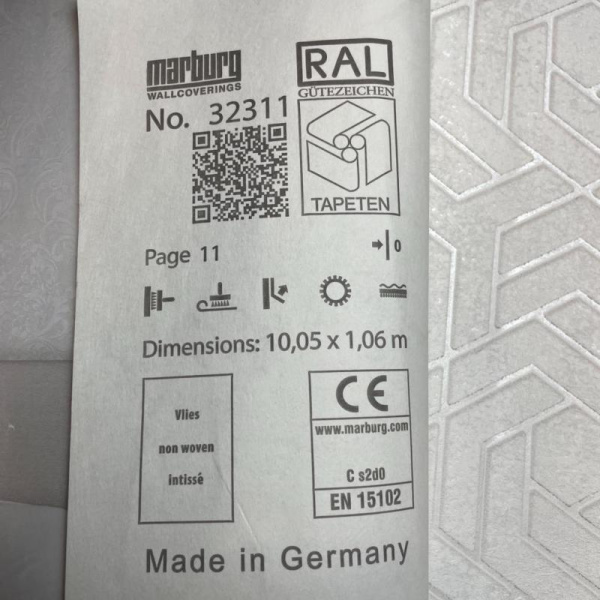 marburg
WALLCOVERINGS
No. 32311
RAL
GÜTEZEICHEN
TAPETEN
Page 11
0
Dimensions: 10,05 x 1,06 m
Vlies
non woven
intissé
CE
www.marburg.com
C s2d0
EN 15102
Made in Germany